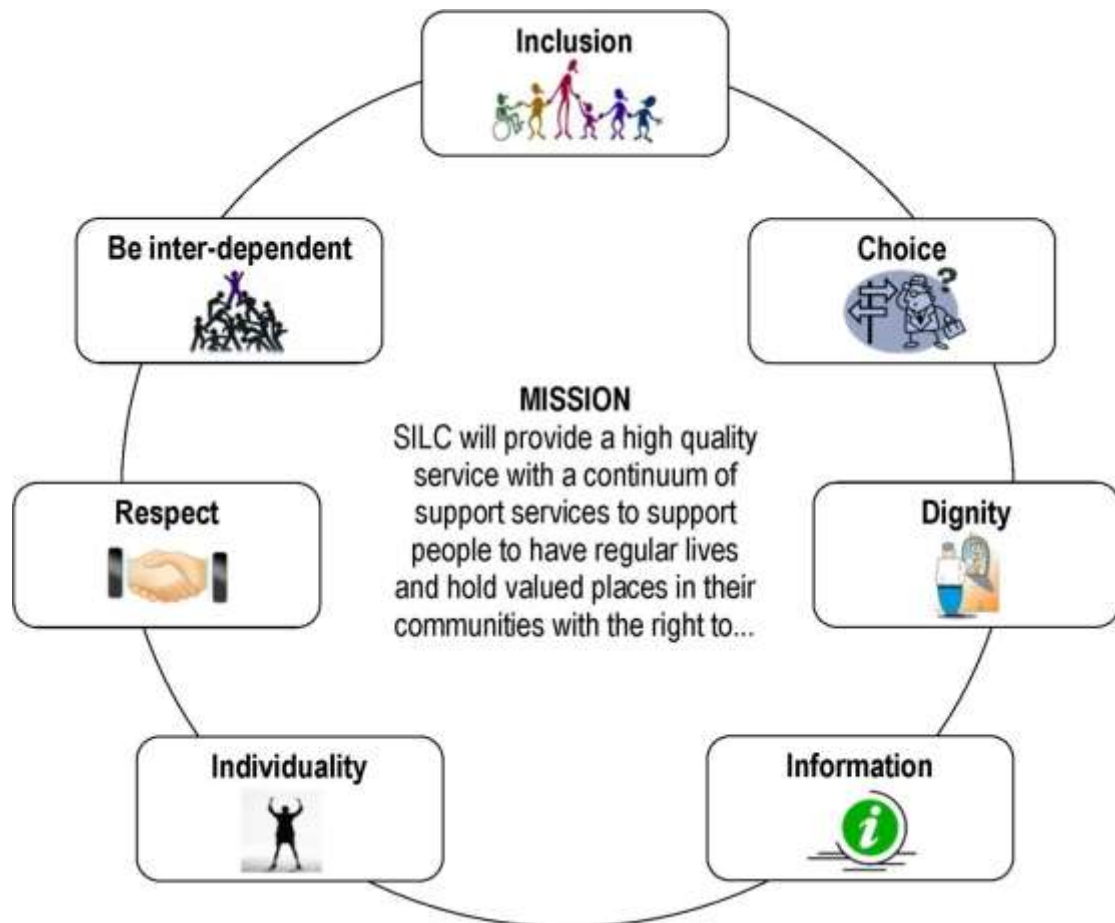 Inclusion
Be inter-dependent
Choice
?
MISSION
SILC will provide a high quality
service with a continuum of
support services to support
people to have regular lives
and hold valued places in their
communities with the right to...
Respect
Dignity
Individuality
Information
i